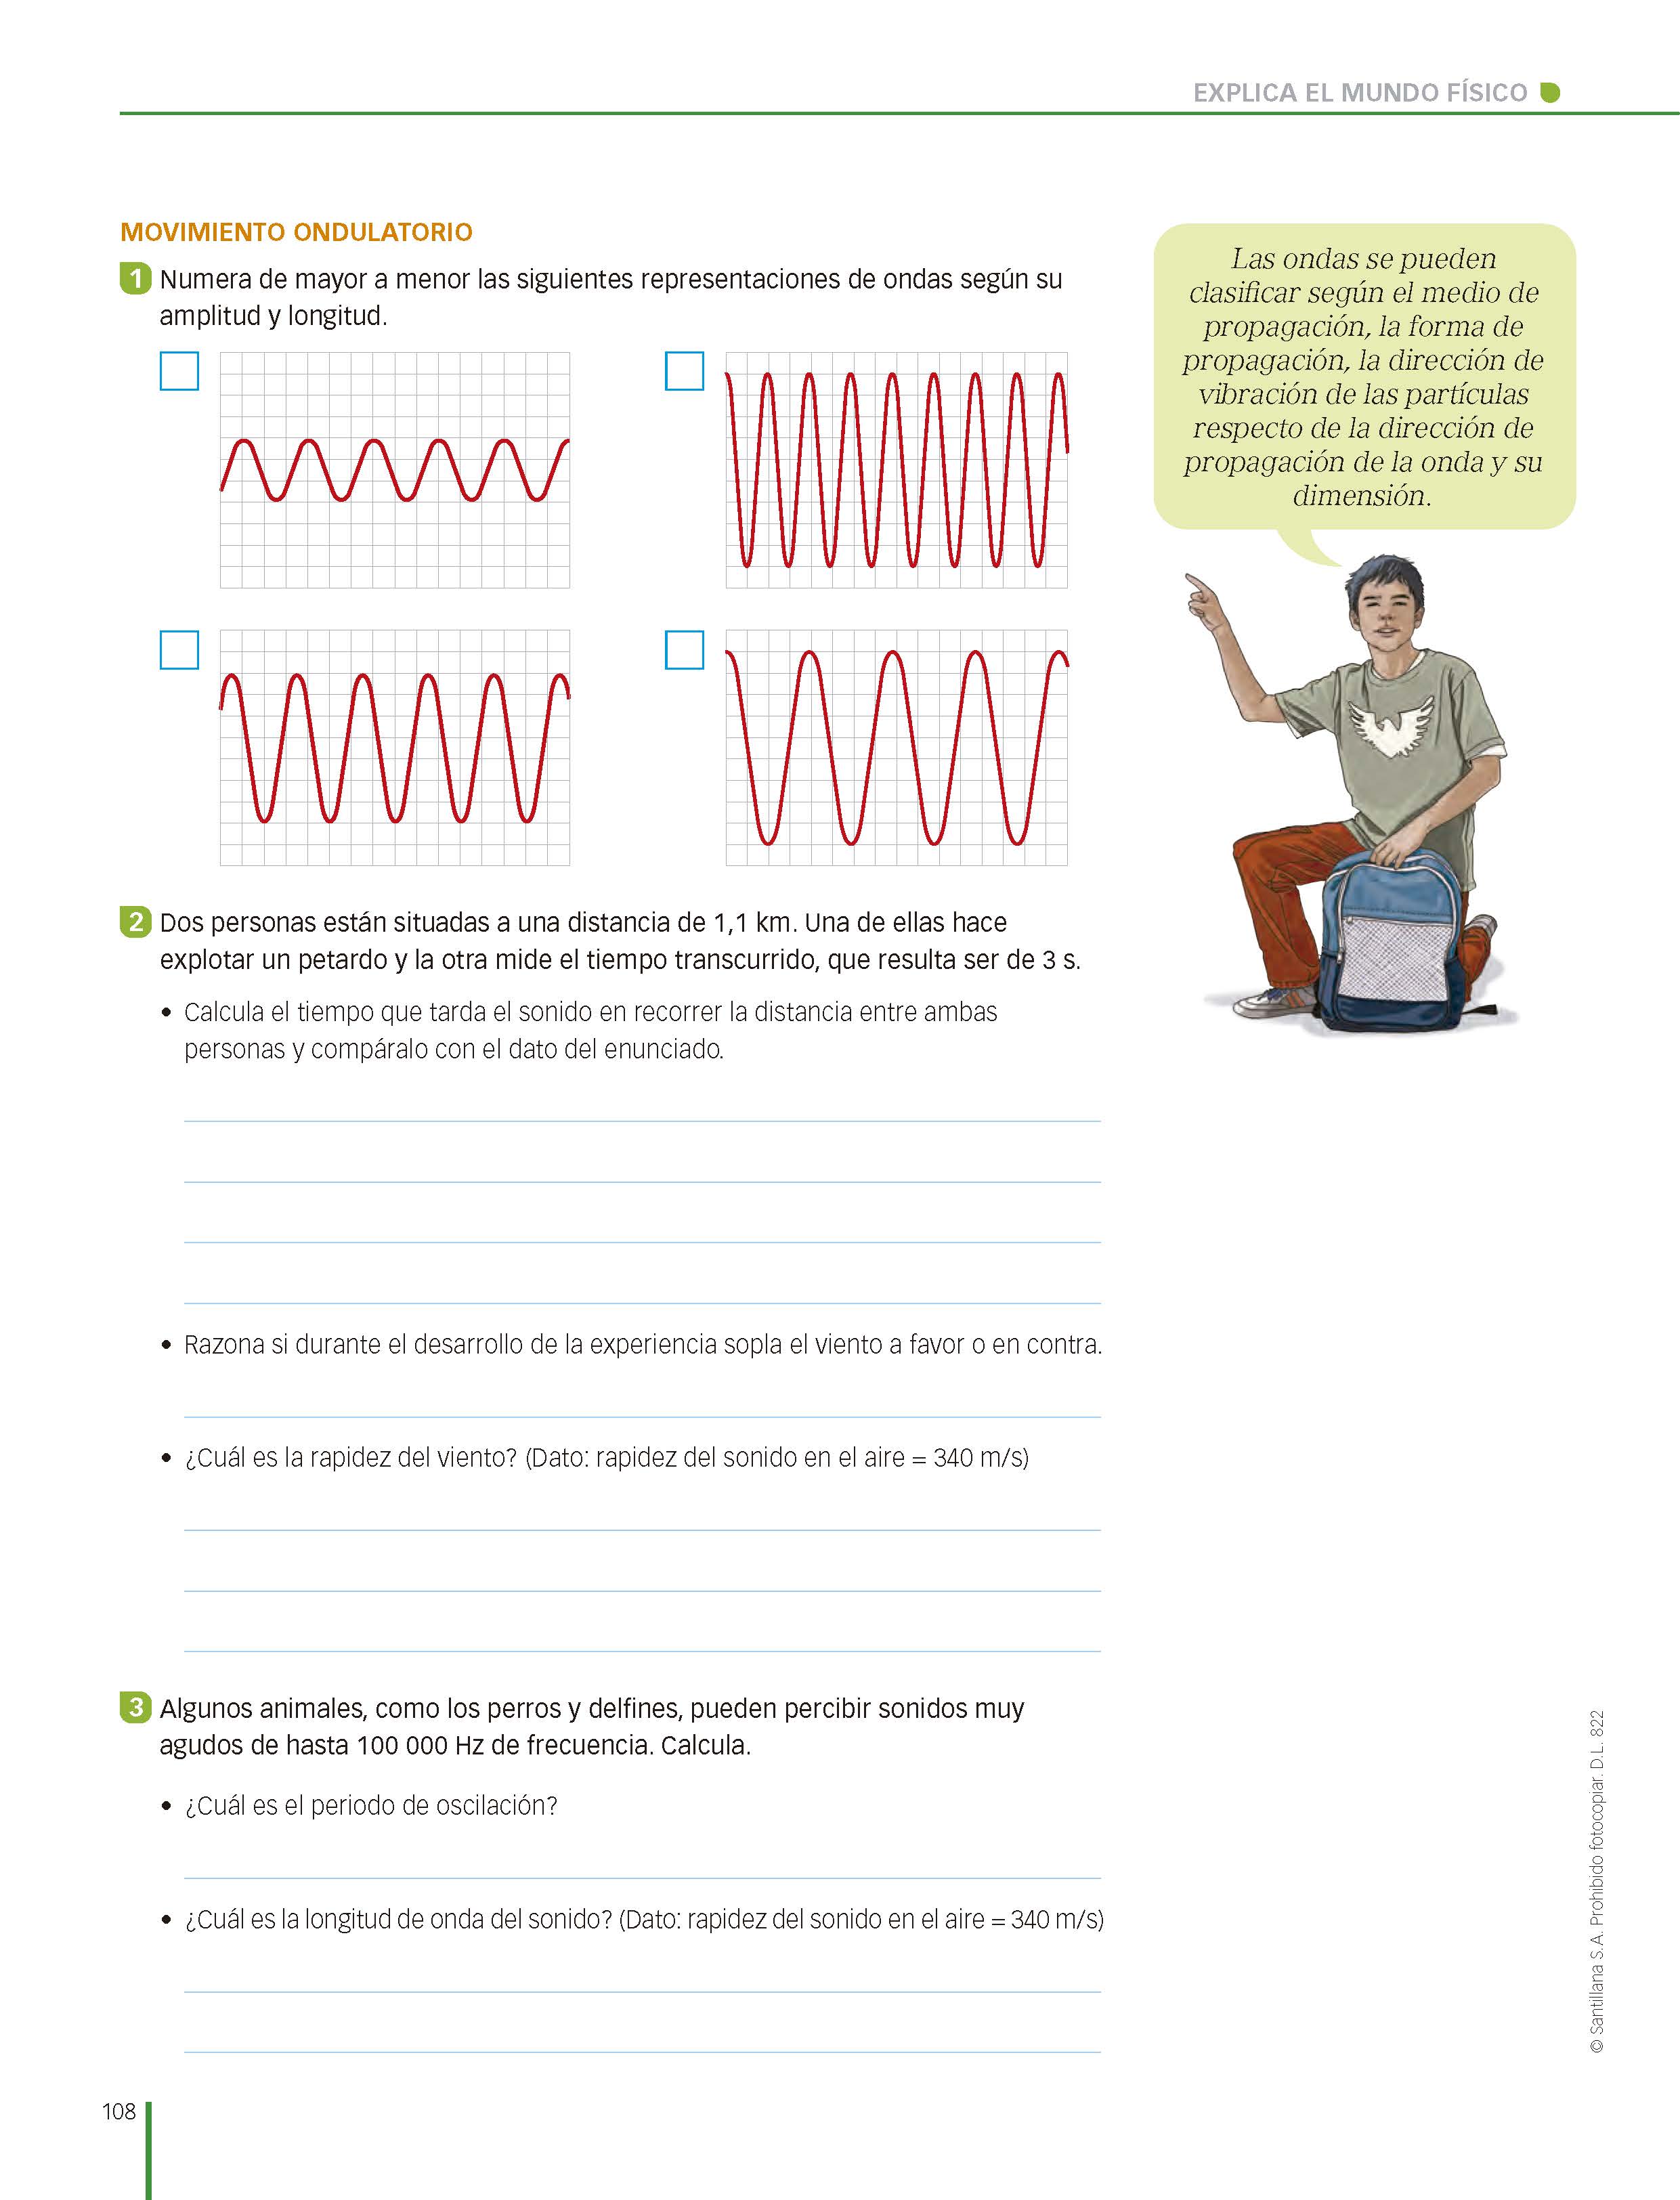 EXPLICA EL MUNDO FÍSICO
MOVIMIENTO ONDULATORIO
1 Numera de mayor a menor las siguientes representaciones de ondas según su
amplitud y longitud.
Las ondas se pueden
clasificar según el medio de
propagación, la forma de
propagación, la dirección de
vibración de las partículas
respecto de la dirección de
propagación de la onda y su
dimensión.
2 Dos personas están situadas a una distancia de 1,1 km. Una de ellas hace
explotar un petardo y la otra mide el tiempo transcurrido, que resulta ser de 3 s.
• Calcula el tiempo que tarda el sonido en recorrer la distancia entre ambas
personas y compáralo con el dato del enunciado.
• Razona si durante el desarrollo de la experiencia sopla el viento a favor o en contra.
• ¿Cuál es la rapidez del viento? (Dato: rapidez del sonido en el aire = 340 m/s)
3 Algunos animales, como los perros y delfines, pueden percibir sonidos muy
agudos de hasta 100 000 Hz de frecuencia. Calcula.
• ¿Cuál es el periodo de oscilación?
• ¿Cuál es la longitud de onda del sonido? (Dato: rapidez del sonido en el aire = 340 m/s)
© Santillana S.A. Prohibido fotocopiar. D.L. 822
108